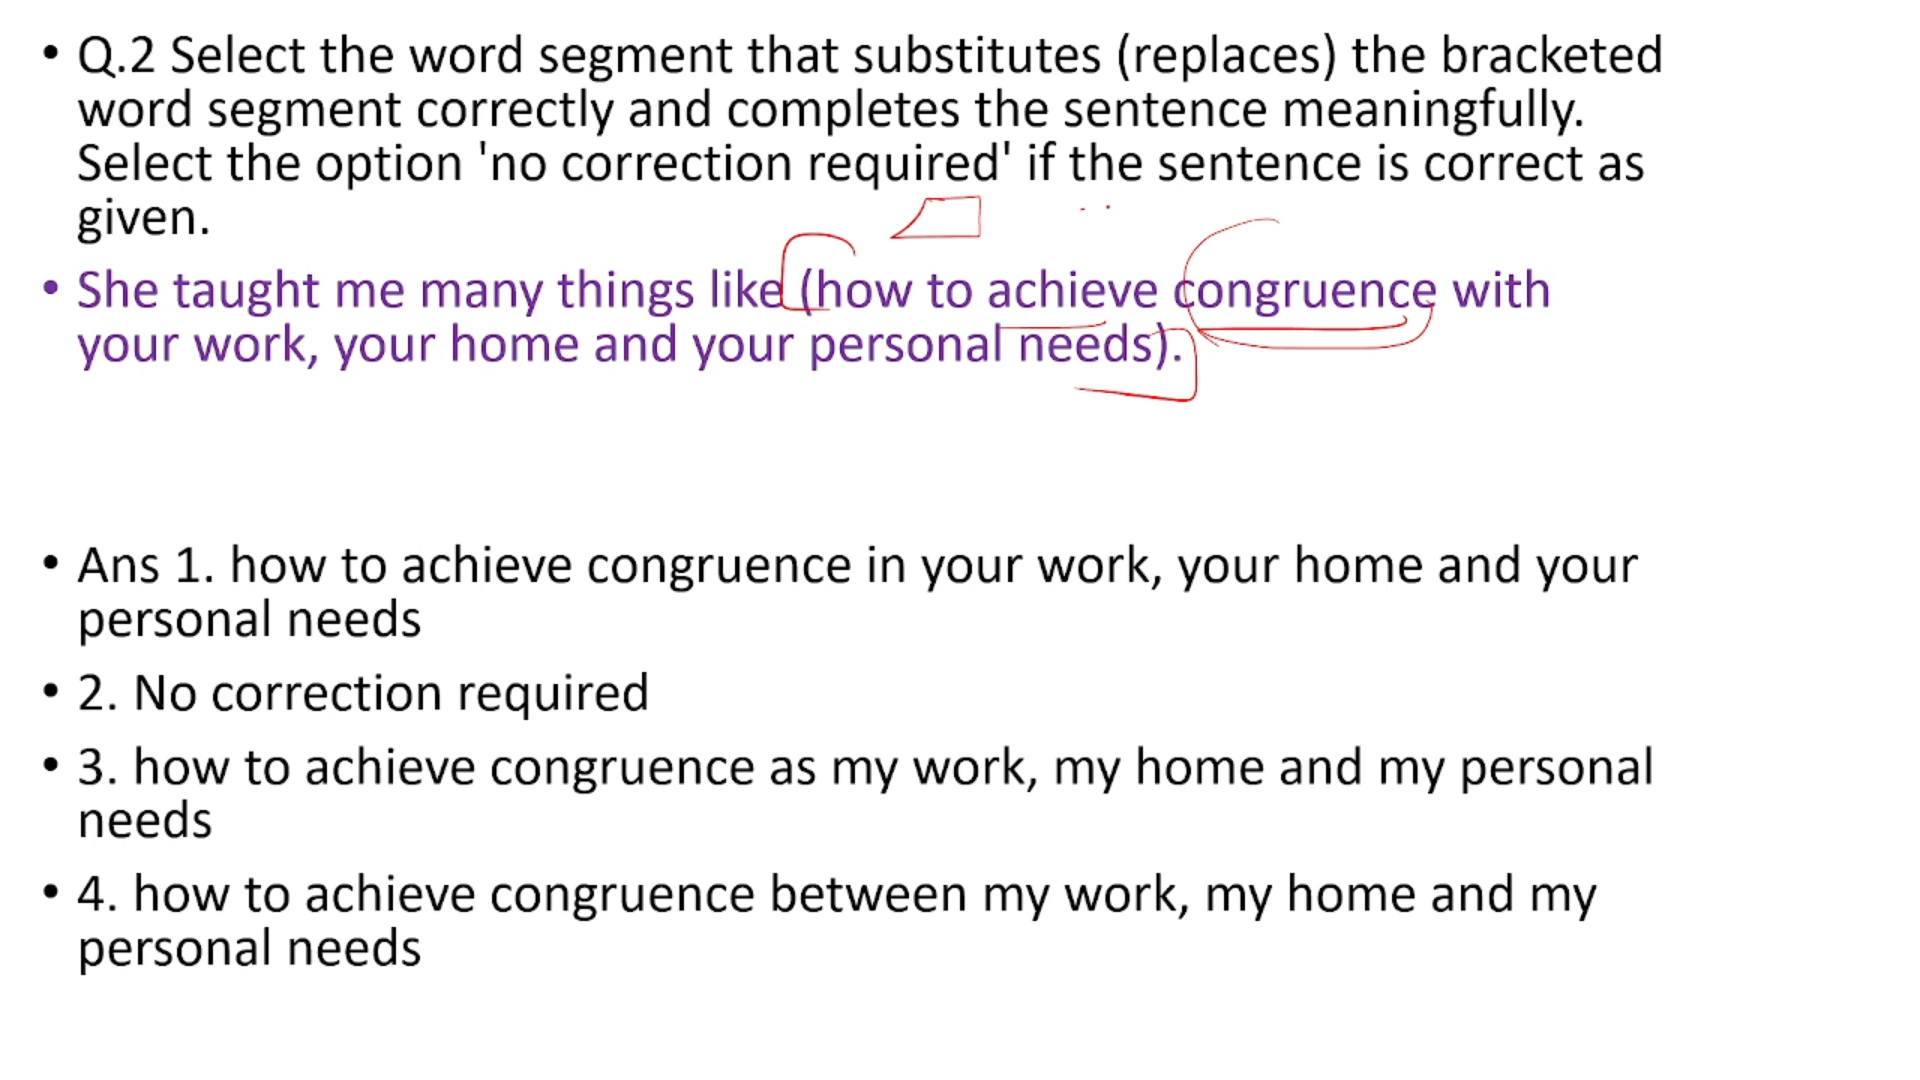 • Q.2 Select the word segment that substitutes (replaces) the bracketed
word segment correctly and completes the sentence meaningfully.
Select the option 'no correction required' if the sentence is correct as
given.
• She taught me many things like (how to achieve congruence with
your work, your home and your personal needs).
• Ans 1. how to achieve congruence in your work, your home and your
personal needs
• 2. No correction required
• 3. how to achieve congruence as my work, my home and my personal
needs
• 4. how to achieve congruence between my work, my home and my
personal needs